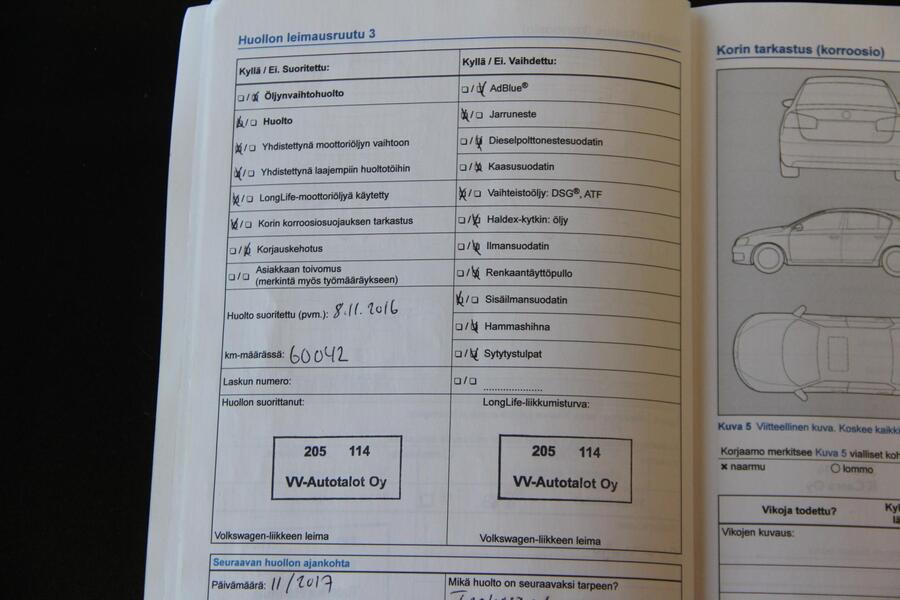 Huollon leimausruutu 3
Kyllä / Ei. Suoritettu:
Öljynvaihtohuolto
Huolto
Yhdistettynä moottoriöljyn vaihtoon
Yhdistettynä laajempiin huoltotöihin
LongLife-moottoriöljyä käytetty
Korin korroosiosuojauksen tarkastus
Korjauskehotus
Asiakkaan toivomus
(merkintä myös työmääräykseen)
Huolto suoritettu (pvm.): 8.11.2016
km-määrässä: 60042
Laskun numero:
Huollon suorittanut:
205 114
VV-Autotalot Oy
Volkswagen-liikkeen leima
Kyllä / Ei. Vaihdettu:
AdBlue®
Jarruneste
Dieselpolttonestesuodatin
Kaasusuodatin
Vaihteistoöljy: DSG®, ATF
Haldex-kytkin: öljy
Ilmansuodatin
Renkaantäyttöpullo
Sisäilmansuodatin
Hammashihna
Sytytystulpat
LongLife-liikkumisturva:
205 114
VV-Autotalot Oy
Volkswagen-liikkeen leima
Seuraavan huollon ajankohta
Päivämäärä: 11/2017
Mikä huolto on seuraavaksi tarpeen?
Korin tarkastus (korroosio)
Kuva 5 Viitteellinen kuva. Koskee
Korjaamo merkitsee Kuva 5 vialliset
x naarmu
lommo
Vikoja todettu?
Vikojen kuvaus: